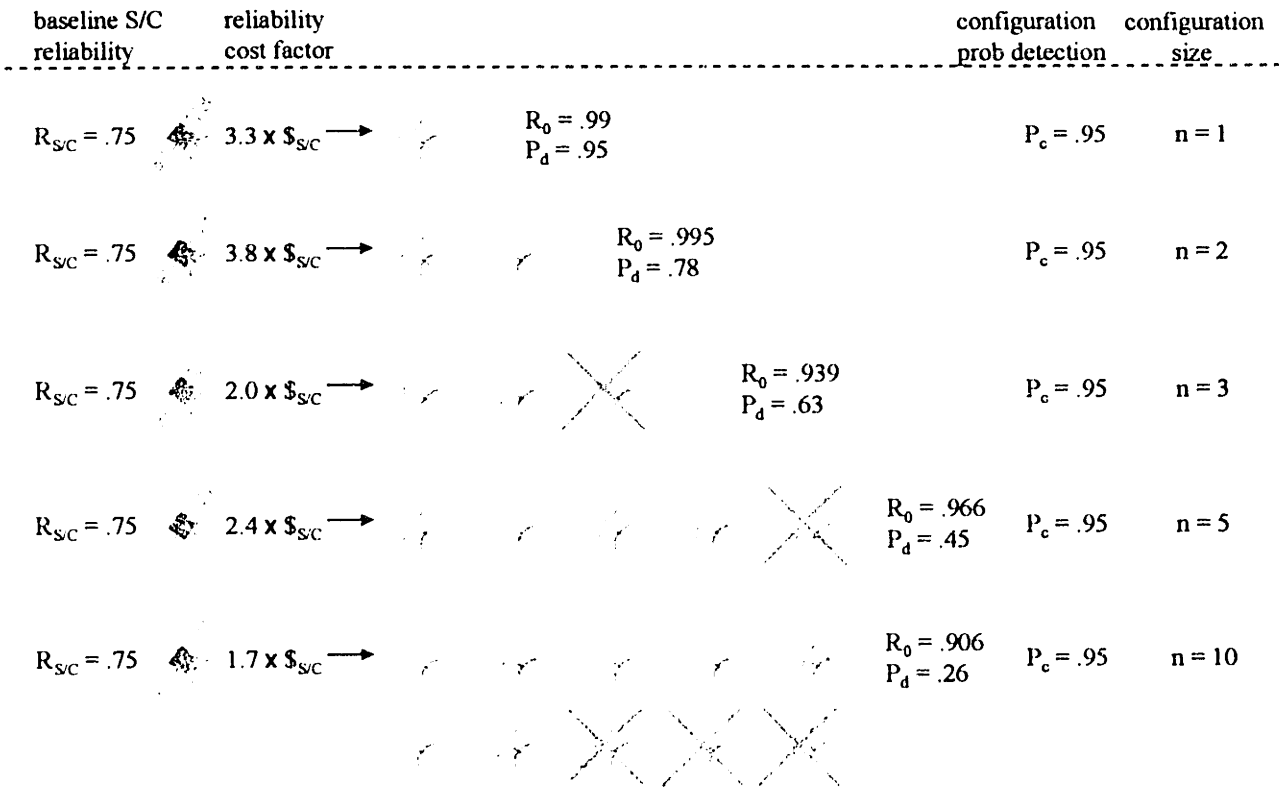 baseline S/C reliability configuration configuration
reliability cost factor prob detection size
R_S/C = .75 3.3 x $_S/C R_0 = .99 P_c = .95 n = 1
P_d = .95
R_S/C = .75 3.8 x $_S/C R_0 = .995 P_c = .95 n = 2
P_d = .78
R_S/C = .75 2.0 x $_S/C R_0 = .939 P_c = .95 n = 3
P_d = .63
R_S/C = .75 2.4 x $_S/C R_0 = .966 P_c = .95 n = 5
P_d = .45
R_S/C = .75 1.7 x $_S/C R_0 = .906 P_c = .95 n = 10
P_d = .26